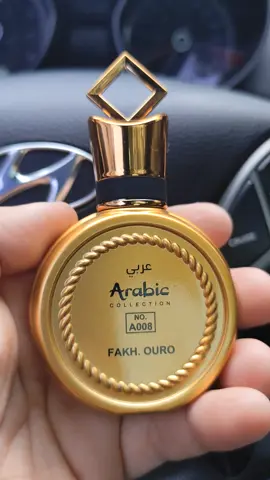 عربي
Arabic
COLLECTION
NO.
A008
FAKH. OURO